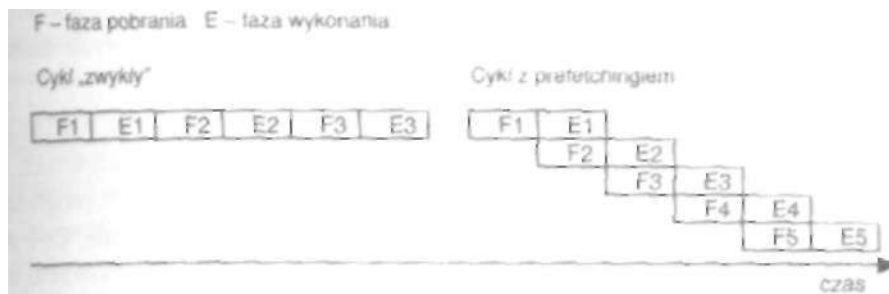 F – faza pobrania E – faza wykonania
Cykl „zwykły” Cykl z prefetchingiem
F1 E1 F2 E2 F3 E3 F1 E1
F2 E2
F3 E3
F4 E4
F5 E5
czas